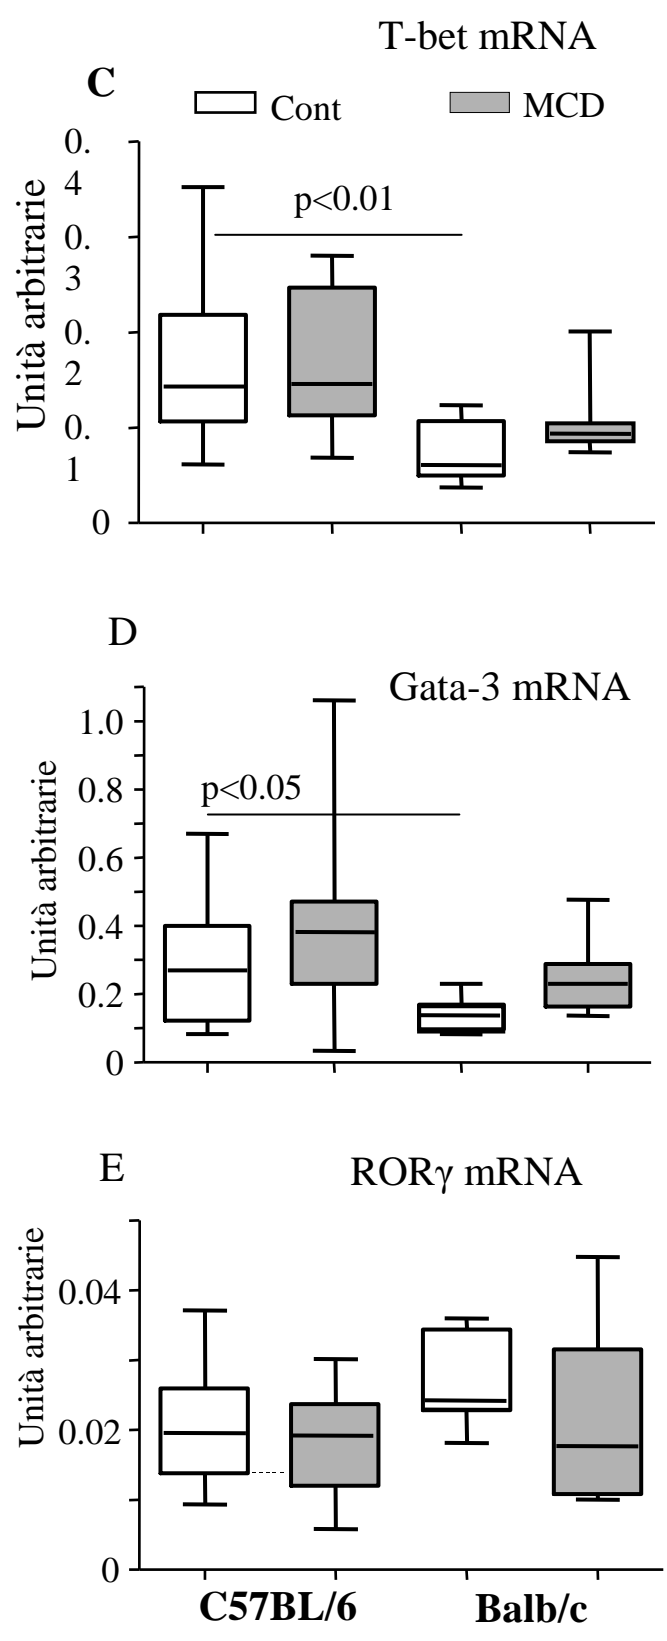 T-bet mRNA
C
Cont
MCD
0.
4
0.
3
0.
2
0.
1
0
Unità arbitrarie
p<0.01
D
Gata-3 mRNA
1.0
0.8
0.6
0.4
0.2
0
Unità arbitrarie
p<0.05
E
RORγ mRNA
0.04
0.02
0
Unità arbitrarie
C57BL/6
Balb/c